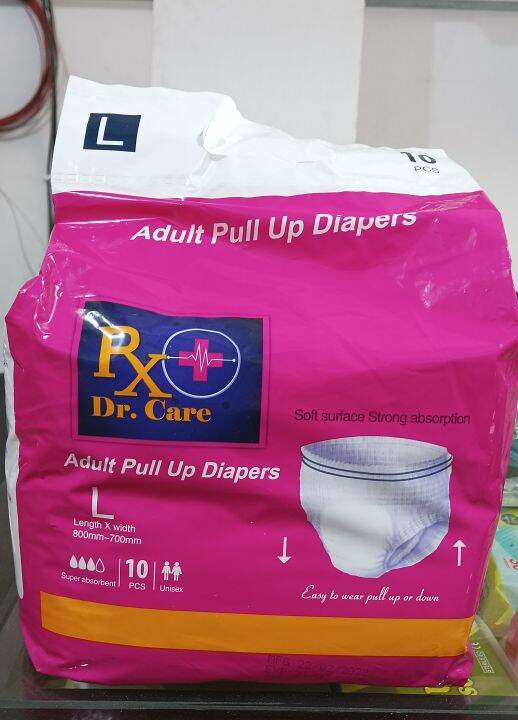 L
10
PCS
Adult Pull Up Diapers
Rx
Dr. Care
Soft surface Strong absorption
Adult Pull Up Diapers
L
Length X width
800mm~700mm
Super absorbent
10
PCS
Unisex
Easy to wear pull up or down
MFG